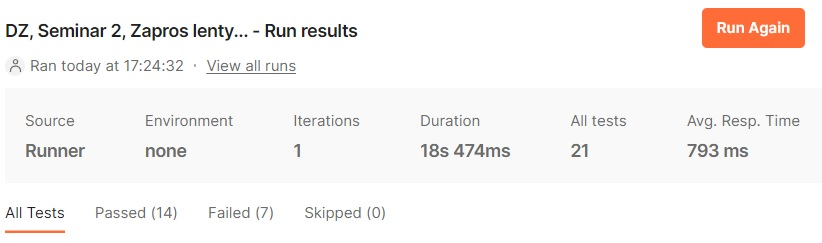 DZ, Seminar 2, Zapros lenty... - Run results
Run Again
Ran today at 17:24:32 · View all runs
Source Environment Iterations Duration All tests Avg. Resp. Time
Runner none 1 18s 474ms 21 793 ms
All Tests Passed (14) Failed (7) Skipped (0)